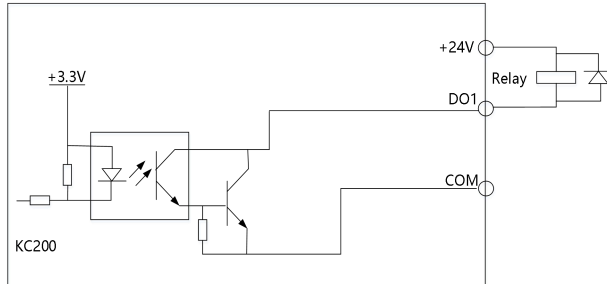 +24V
+3.3V
Relay
DO1
COM
KC200